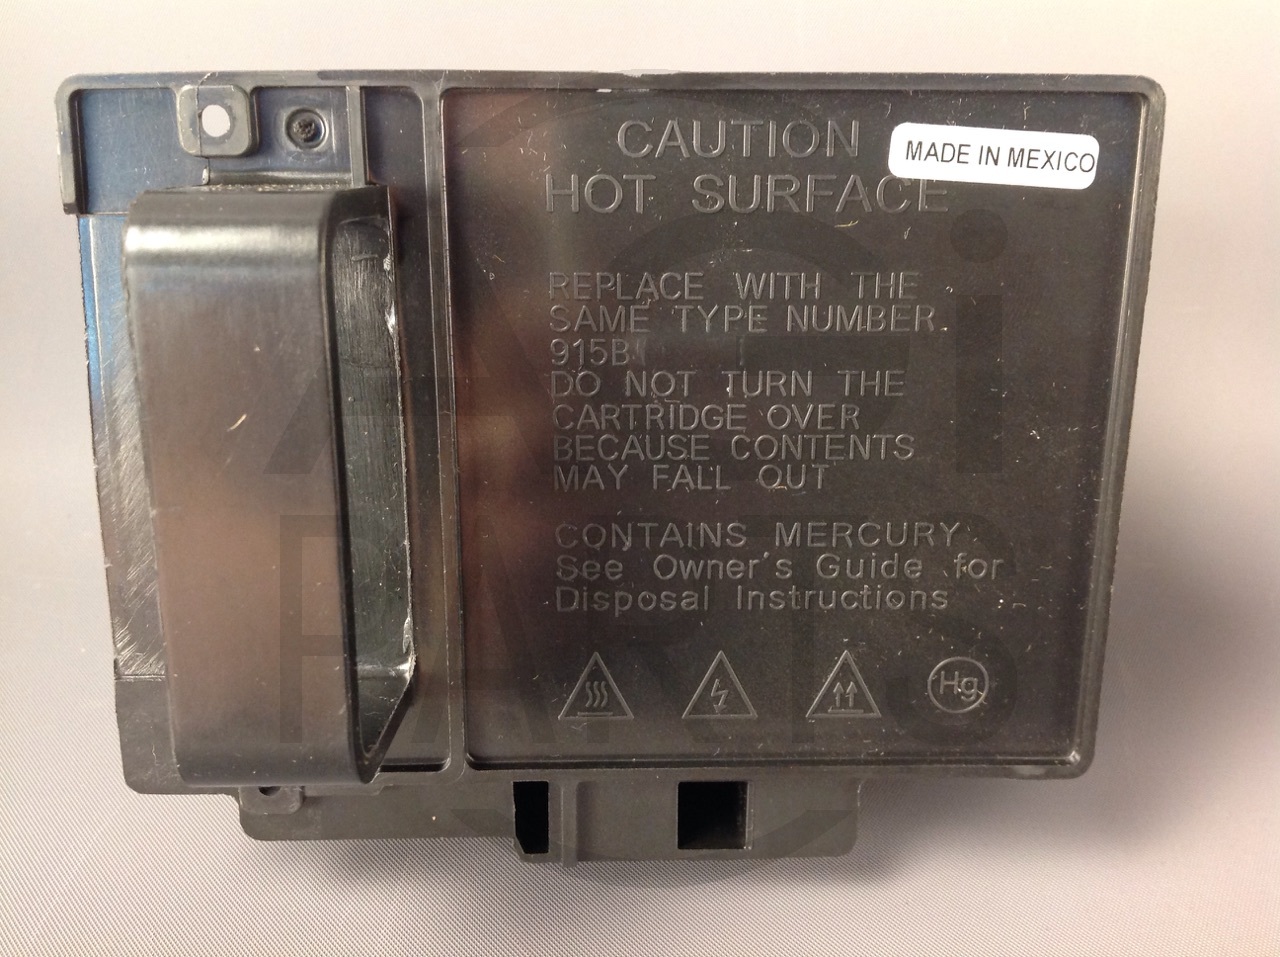 CAUTION
MADE IN MEXICO
HOT SURFACE
REPLACE WITH THE
SAME TYPE NUMBER
915B
DO NOT TURN THE
CARTRIDGE OVER
BECAUSE CONTENTS
MAY FALL OUT
CONTAINS MERCURY
See Owner's Guide for
Disposal Instructions
Hg
PARTS